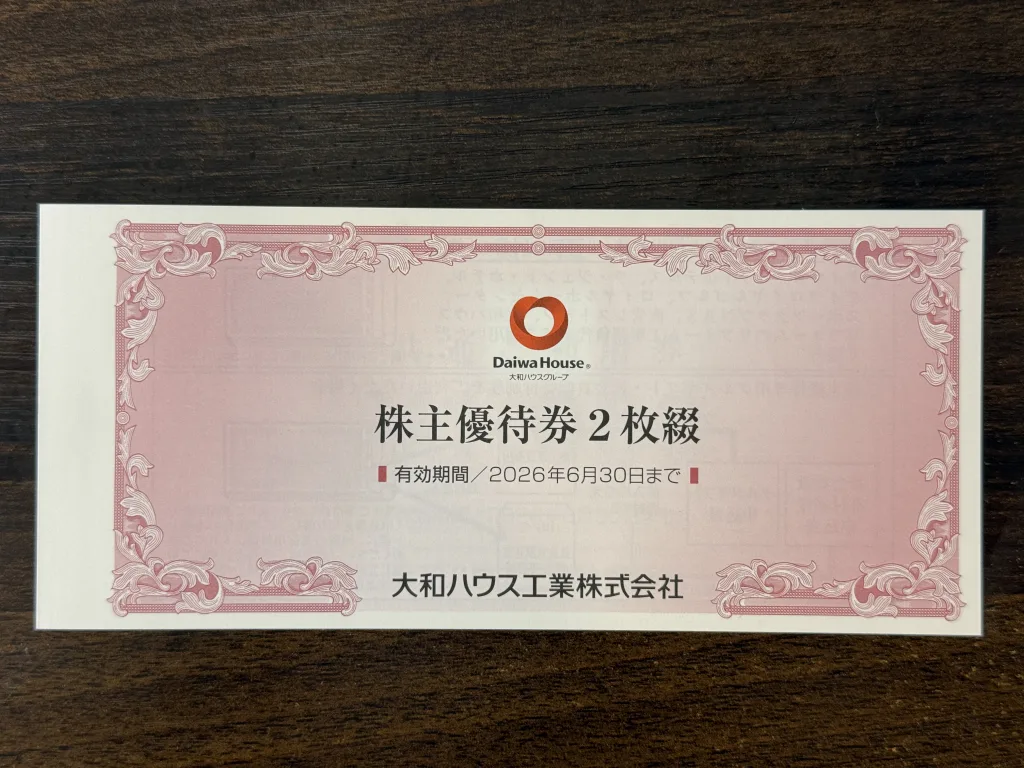 Daiwa House®
大和ハウスグループ
株主優待券2枚綴
有効期間/2026年6月30日まで
大和ハウス工業株式会社